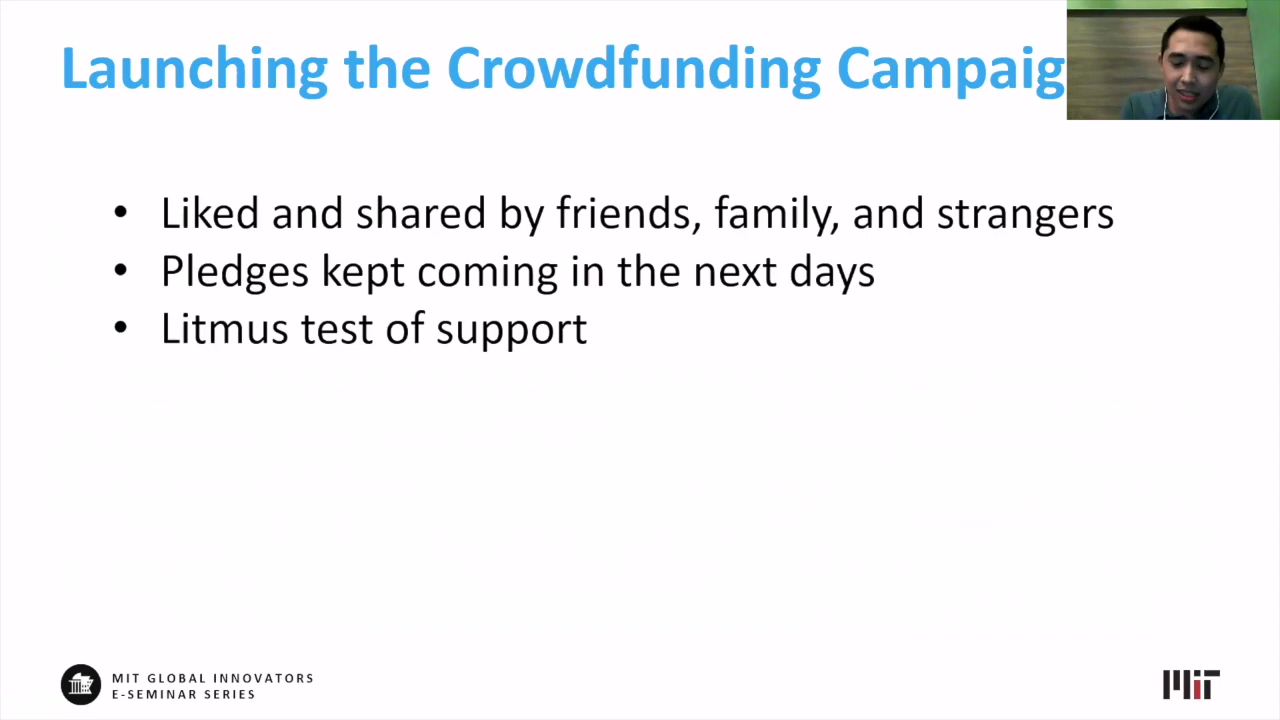 Launching the Crowdfunding Campaig
• Liked and shared by friends, family, and strangers
• Pledges kept coming in the next days
• Litmus test of support
MIT GLOBAL INNOVATORS
E-SEMINAR SERIES
MIT